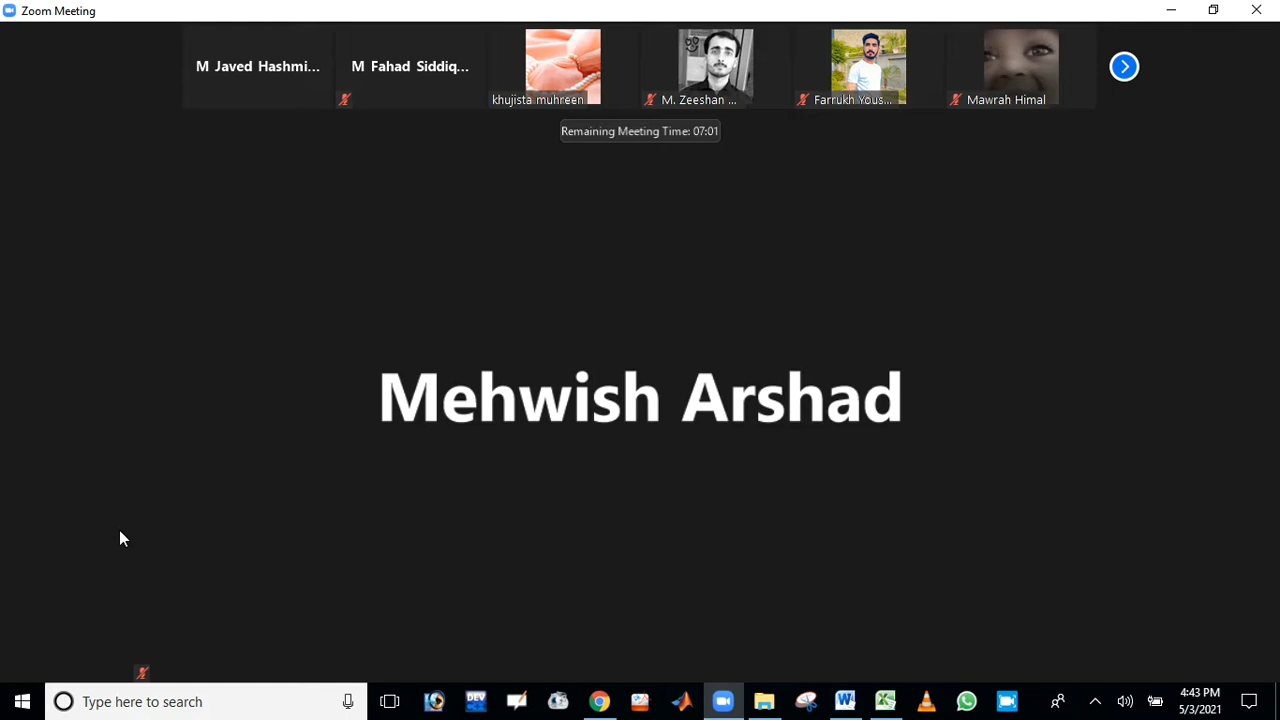 Zoom Meeting
M Javed Hashmi...
M Fahad Siddiq...
khujista muhreen
M. Zeeshan ...
Farrukh Yous...
Mawrah Himal
Remaining Meeting Time: 07:01
Mehwish Arshad
Type here to search
DEV
W
X
4:43 PM
5/3/2021